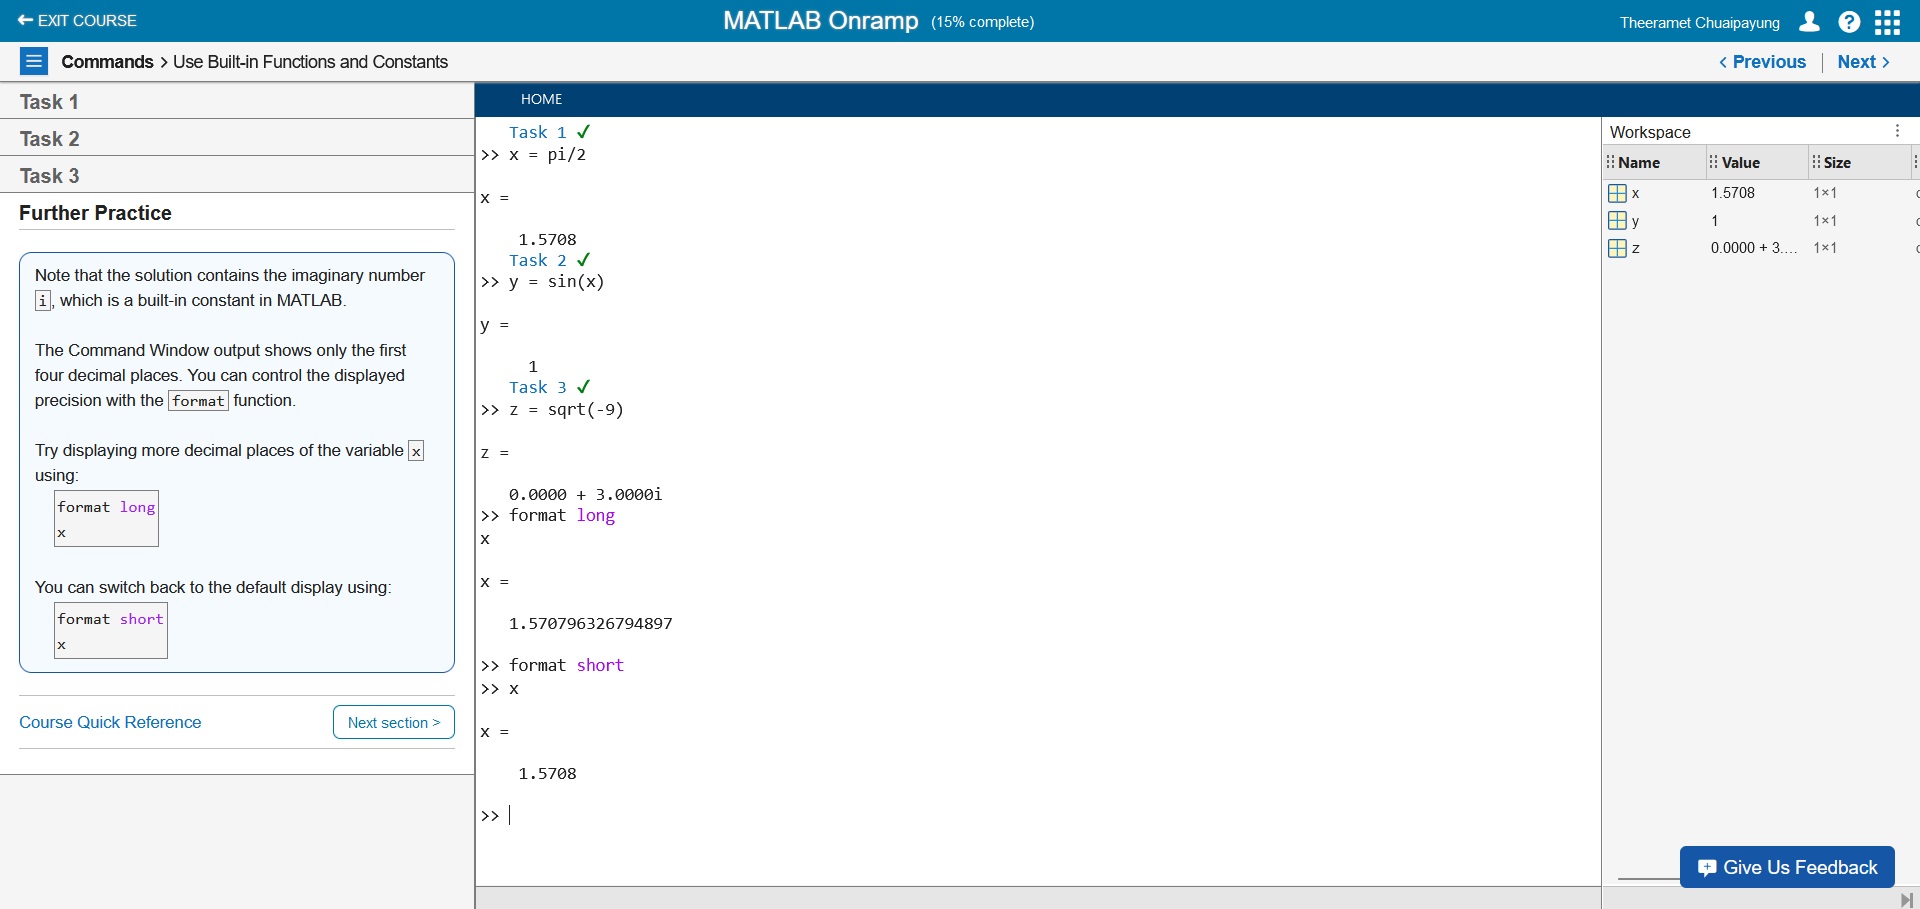 ← EXIT COURSE
MATLAB Onramp (15% complete)
Theeramet Chuaipayung
Commands > Use Built-in Functions and Constants
< Previous | Next >
Task 1
Task 2
Task 3
Further Practice
Note that the solution contains the imaginary number
i, which is a built-in constant in MATLAB.
The Command Window output shows only the first
four decimal places. You can control the displayed
precision with the format function.
Try displaying more decimal places of the variable x
using:
format long
x
You can switch back to the default display using:
format short
x
Course Quick Reference
Next section >
HOME
Task 1 ✓
>> x = pi/2
x =
1.5708
Task 2 ✓
>> y = sin(x)
y =
1
Task 3 ✓
>> z = sqrt(-9)
z =
0.0000 + 3.0000i
>> format long
x
x =
1.570796326794897
>> format short
>> x
x =
1.5708
>>
Workspace
Name Value Size
x 1.5708 1×1
y 1 1×1
z 0.0000 + 3.... 1×1
Give Us Feedback